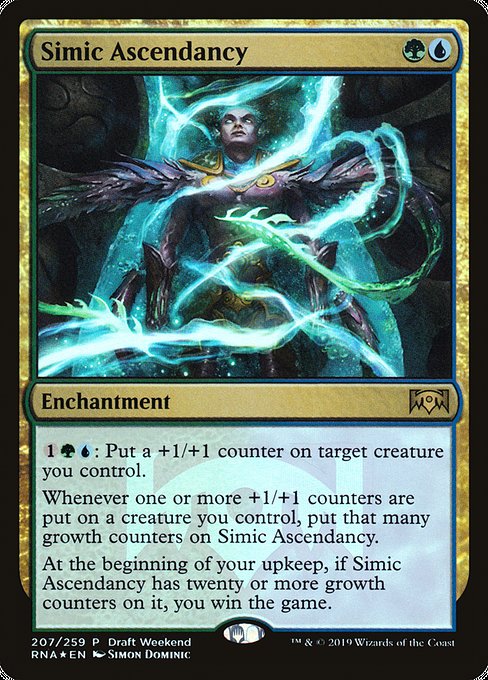 Simic Ascendancy
Enchantment
1: Put a +1/+1 counter on target creature
you control.
Whenever one or more +1/+1 counters are
put on a creature you control, put that many
growth counters on Simic Ascendancy.
At the beginning of your upkeep, if Simic
Ascendancy has twenty or more growth
counters on it, you win the game.
207/259 P Draft Weekend
RNA★EN Simon Dominic
™ & © 2019 Wizards of the Coast